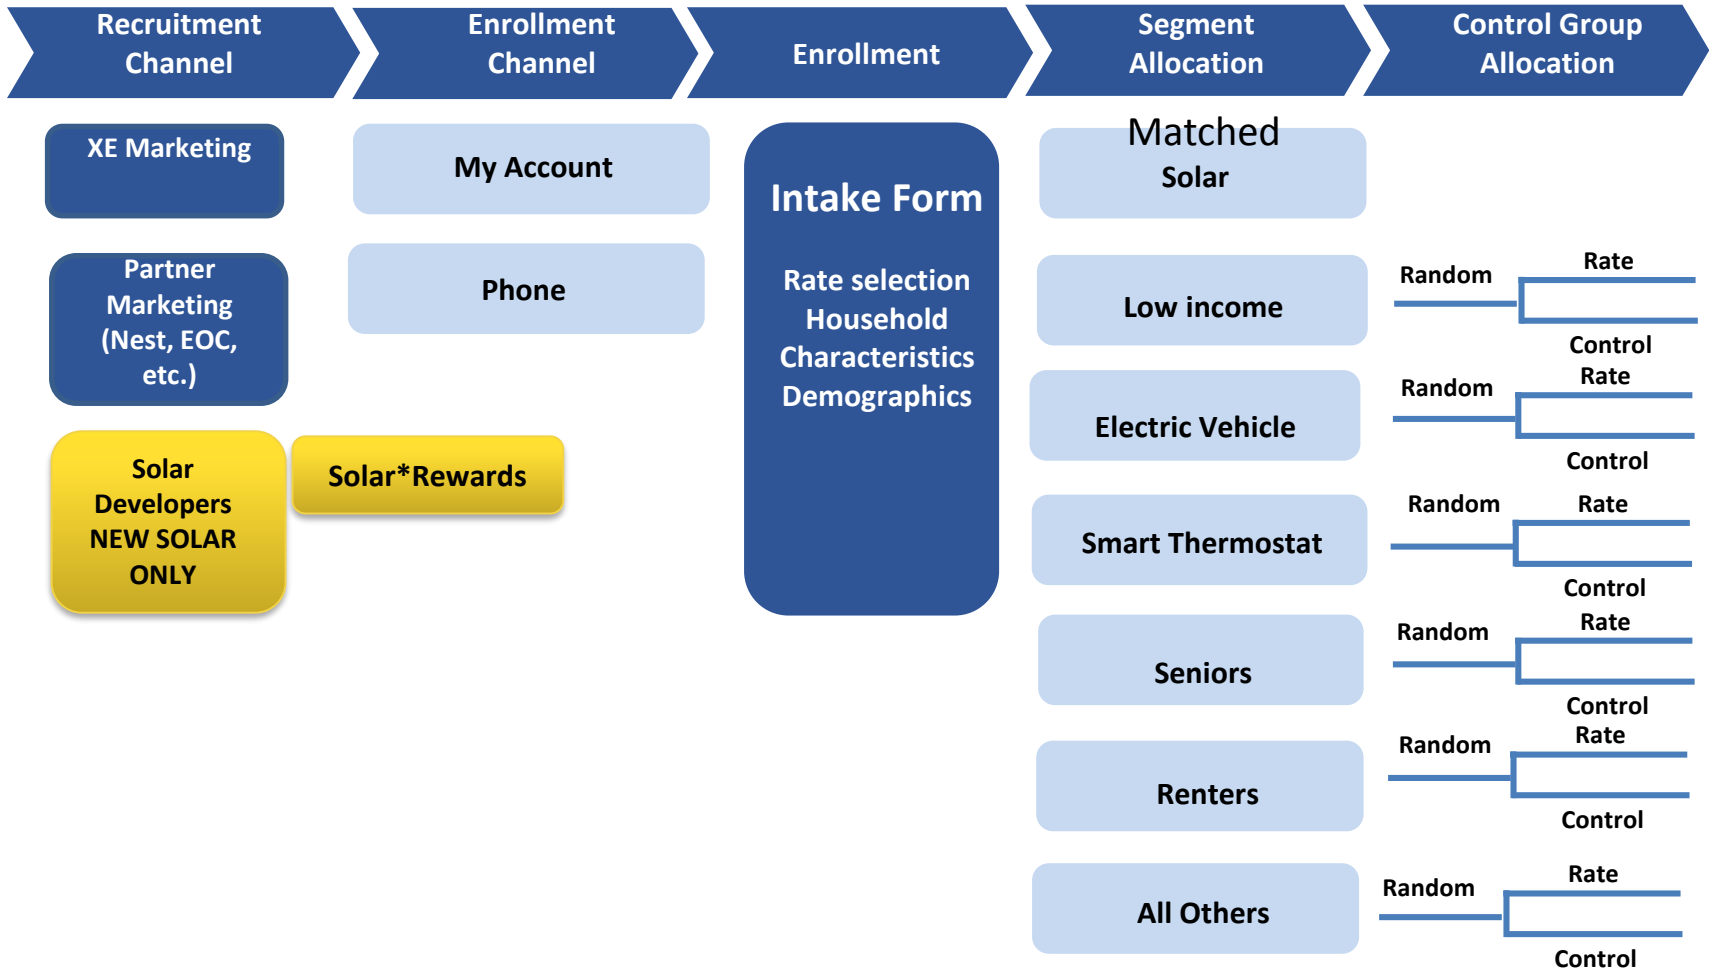 Recruitment
Channel
Enrollment
Channel
Enrollment
Segment
Allocation
Control Group
Allocation
XE Marketing
Partner
Marketing
(Nest, EOC,
etc.)
Solar
Developers
NEW SOLAR
ONLY
My Account
Phone
Solar*Rewards
Intake Form
Rate selection
Household
Characteristics
Demographics
Matched
Solar
Low income
Electric Vehicle
Smart Thermostat
Seniors
Renters
All Others
Random
Rate
Control
Random
Rate
Control
Random
Rate
Control
Random
Rate
Control
Random
Rate
Control
Random
Rate
Control